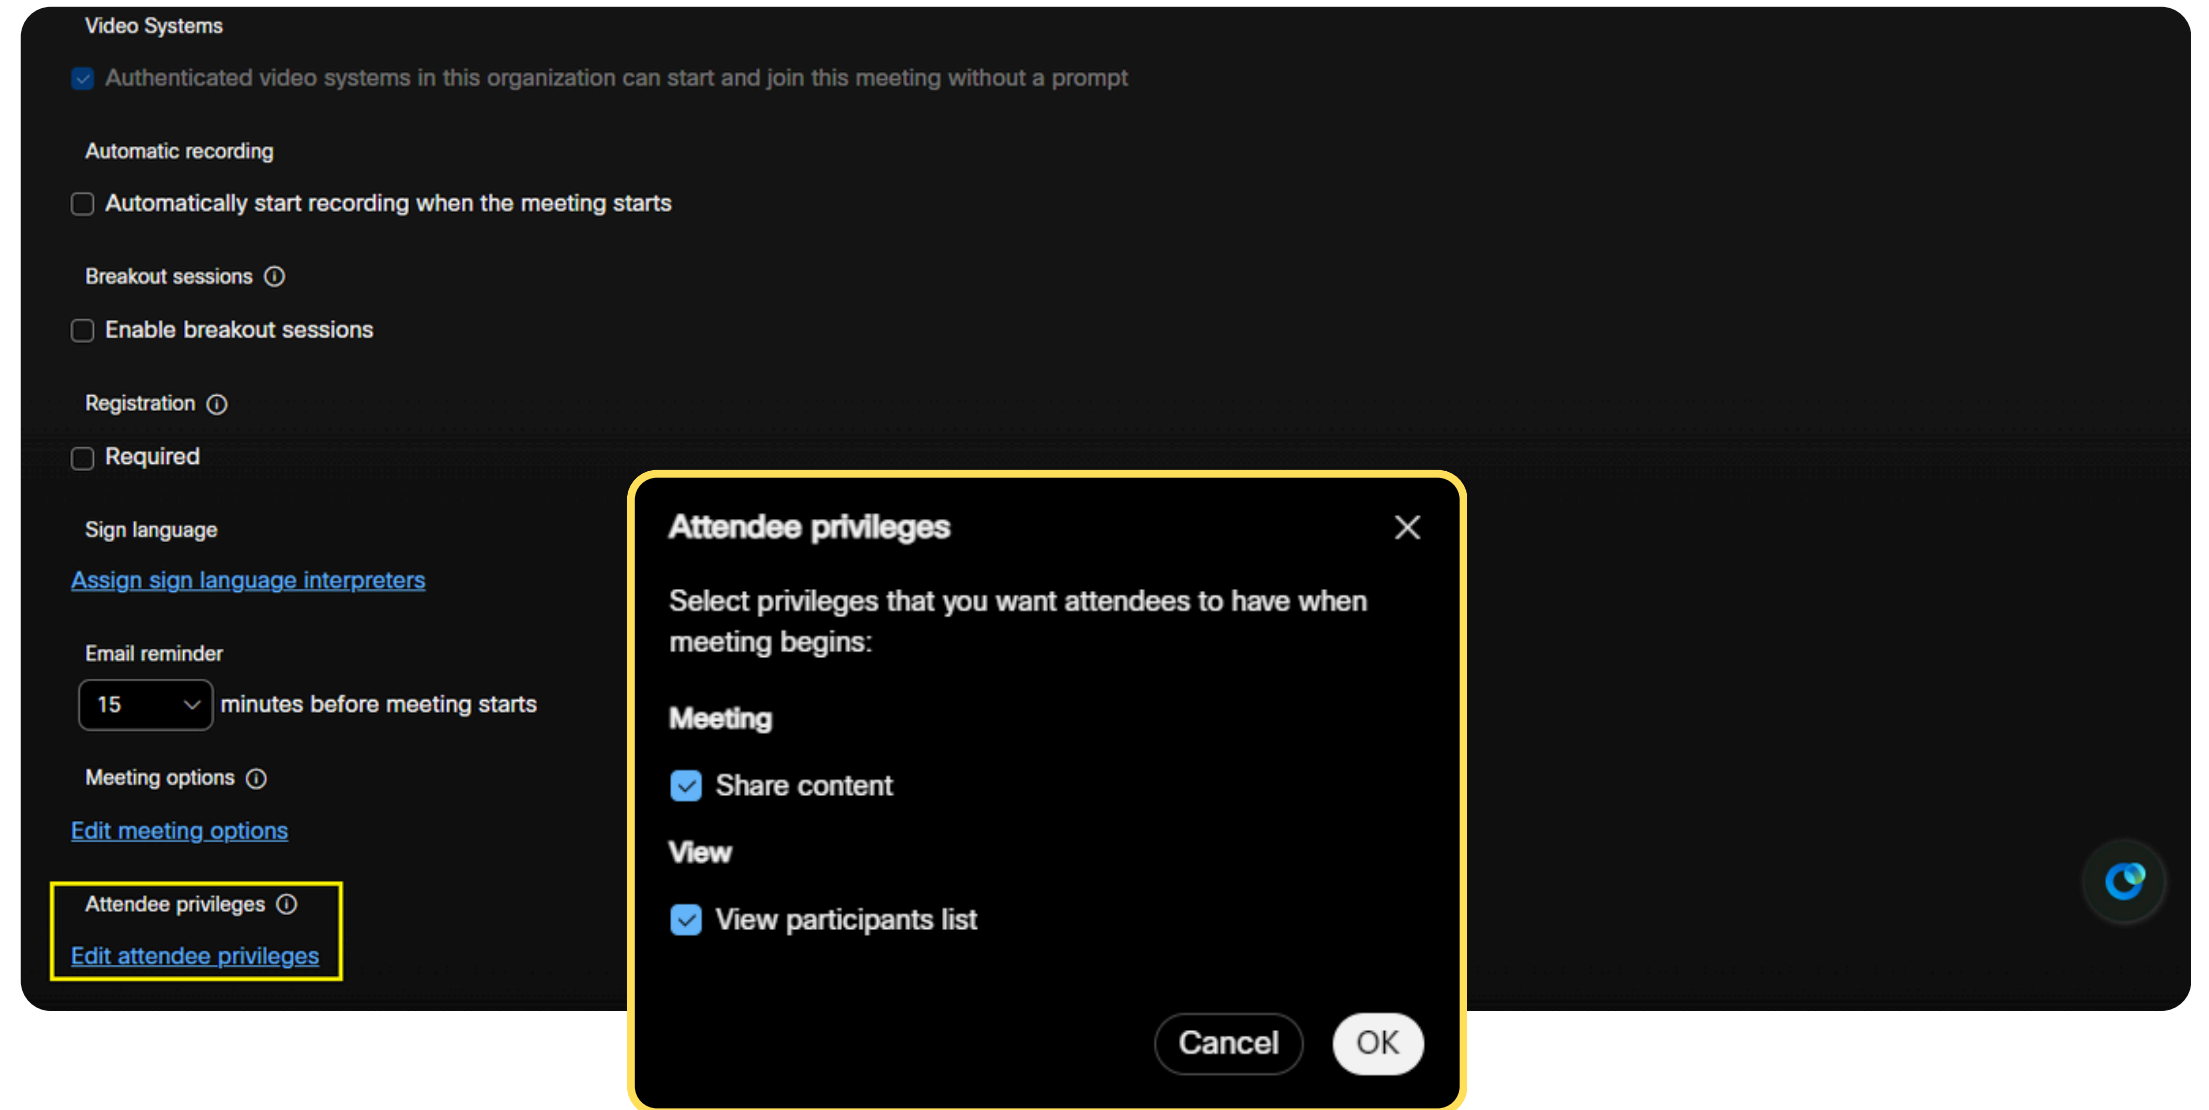 Video Systems
Authenticated video systems in this organization can start and join this meeting without a prompt
Automatic recording
Automatically start recording when the meeting starts
Breakout sessions
Enable breakout sessions
Registration
Required
Sign language
Assign sign language interpreters
Email reminder
15 minutes before meeting starts
Meeting options
Edit meeting options
Attendee privileges
Edit attendee privileges
Attendee privileges
Select privileges that you want attendees to have when
meeting begins:
Meeting
Share content
View
View participants list
Cancel OK